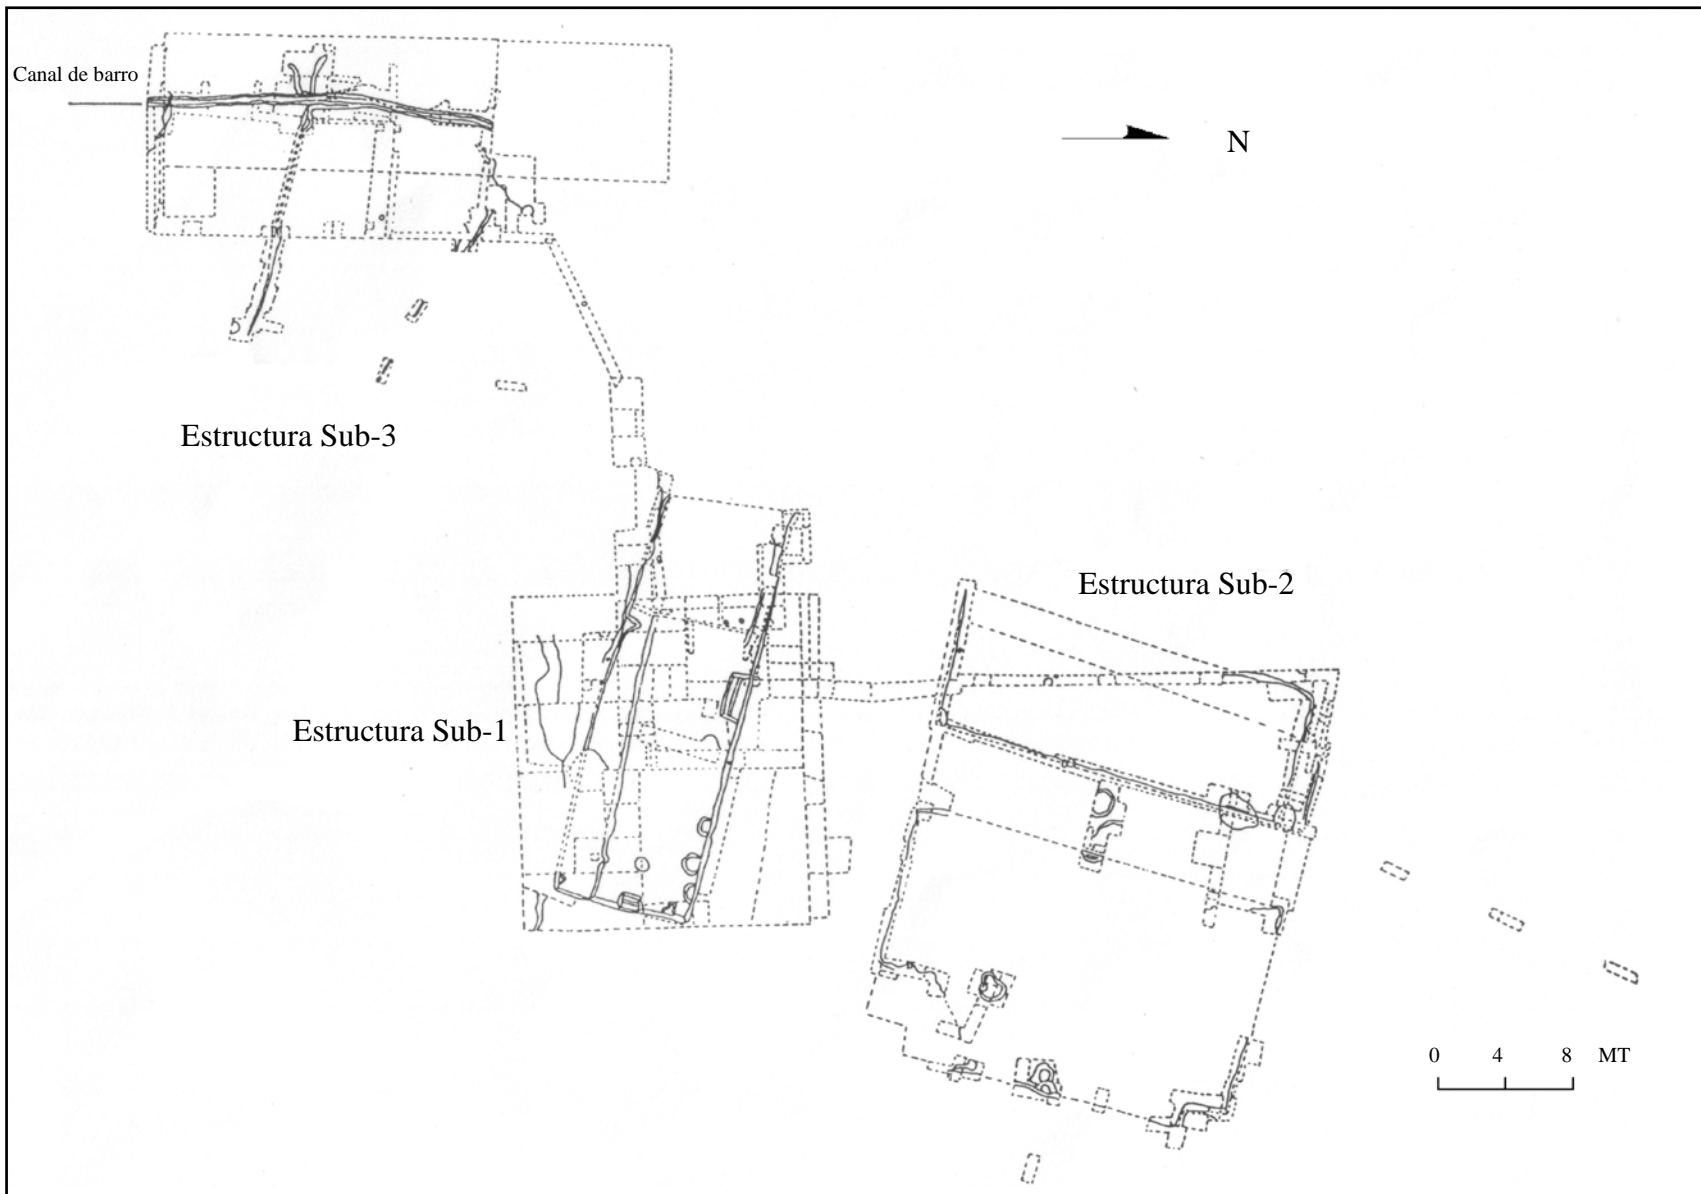 Canal de barro
N
Estructura Sub-3
Estructura Sub-2
Estructura Sub-1
0 4 8 MT